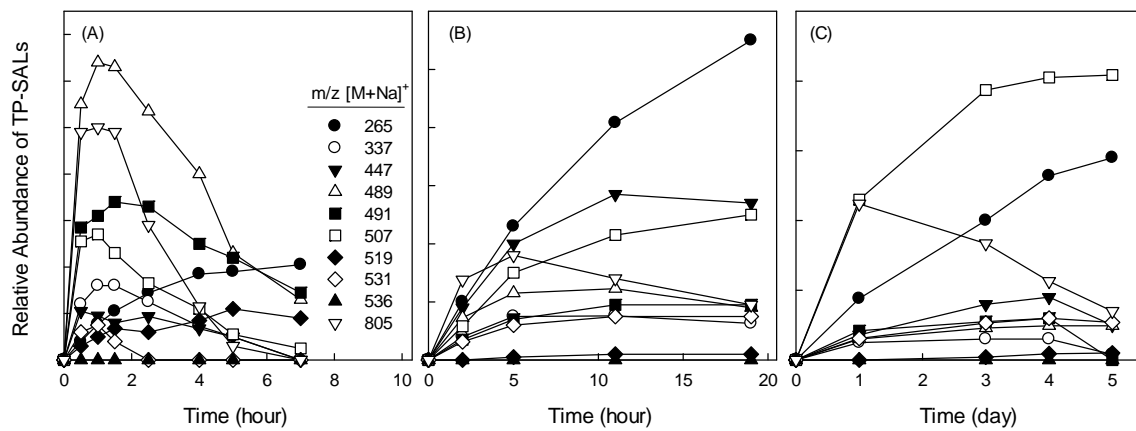 (A)
(B)
(C)
Relative Abundance of TP-SALs
m/z [M+Na]+
265
337
447
489
491
507
519
531
536
805
0 2 4 6 8 10
0 5 10 15 20
0 1 2 3 4 5
Time (hour)
Time (hour)
Time (day)